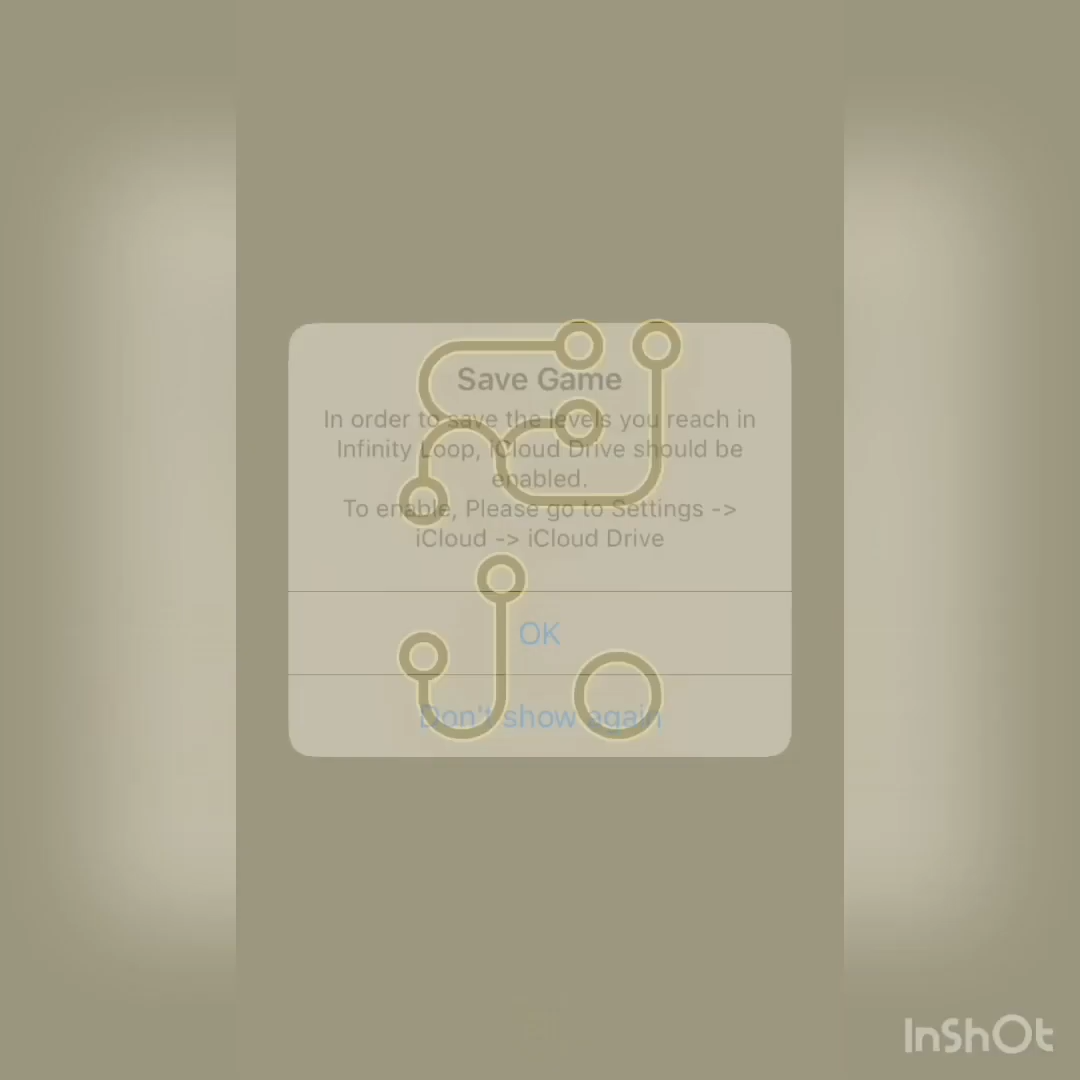 Save Game
In order to save the levels you reach in
Infinity Loop, iCloud Drive should be
enabled.
To enable, Please go to Settings ->
iCloud -> iCloud Drive
OK
Don't show again
InShOt